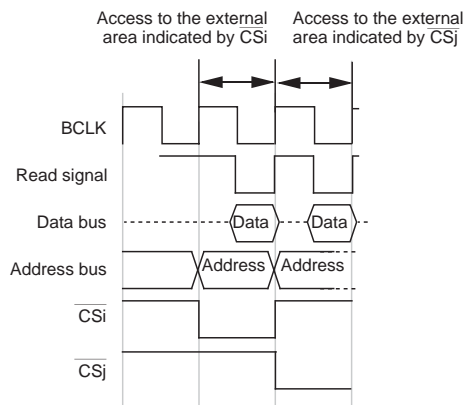 Access to the external
area indicated by CSi
Access to the external
area indicated by CSj
BCLK
Read signal
Data bus
Data
Data
Address bus
Address
Address
CSi
CSj